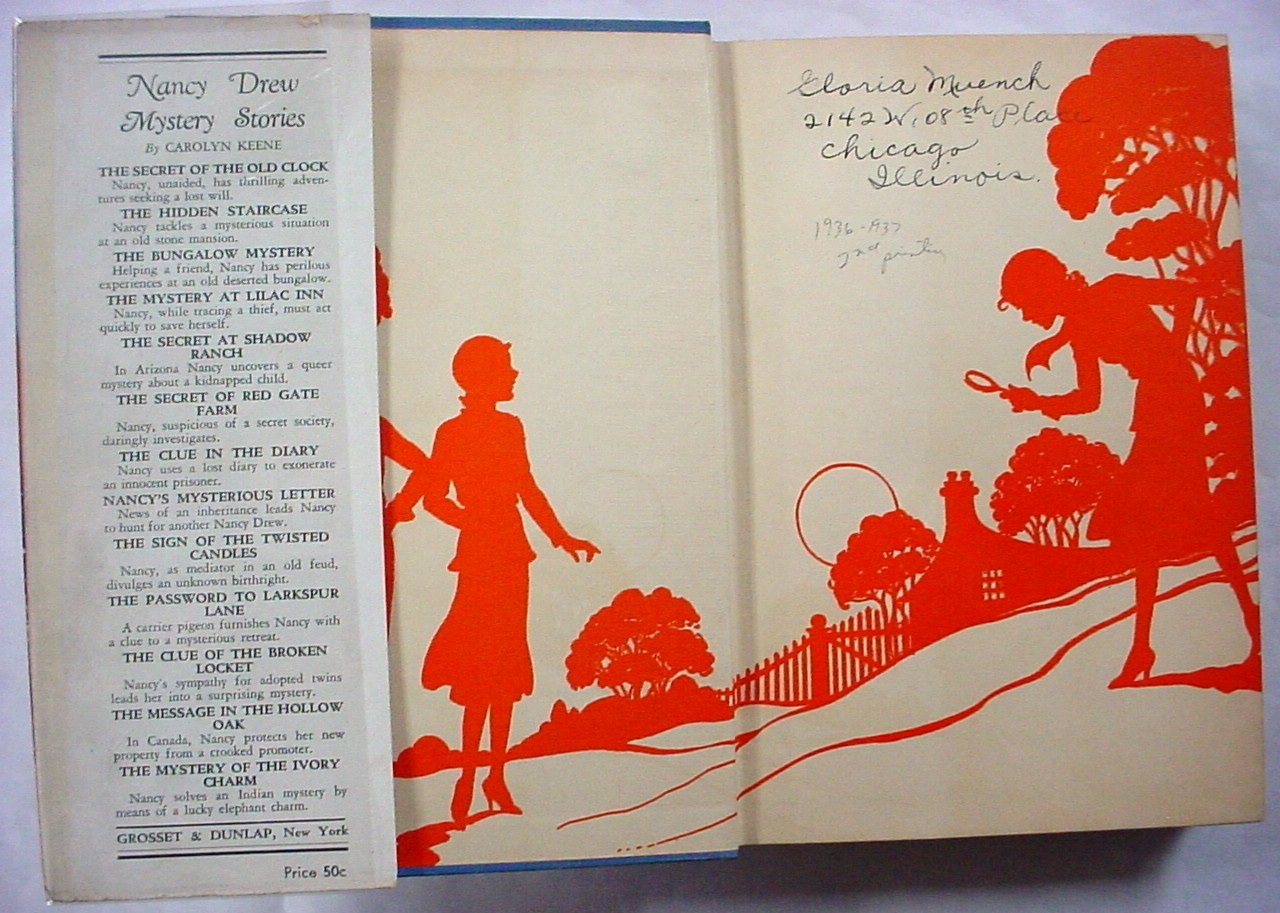 Nancy Drew
Mystery Stories
By CAROLYN KEENE
THE SECRET OF THE OLD CLOCK
Nancy, unaided, has thrilling adven-
tures seeking a lost will.
THE HIDDEN STAIRCASE
Nancy tackles a mysterious situation
at an old stone mansion.
THE BUNGALOW MYSTERY
Helping a friend, Nancy has perilous
experiences at an old deserted bungalow.
THE MYSTERY AT LILAC INN
Nancy, while tracing a thief, must act
quickly to save herself.
THE SECRET AT SHADOW
RANCH
In Arizona Nancy uncovers a queer
mystery about a kidnapped child.
THE SECRET OF RED GATE
FARM
Nancy, suspicious of a secret society,
daringly investigates.
THE CLUE IN THE DIARY
Nancy uses a lost diary to exonerate
an innocent prisoner.
NANCY'S MYSTERIOUS LETTER
News of an inheritance leads Nancy
to hunt for another Nancy Drew.
THE SIGN OF THE TWISTED
CANDLES
Nancy, as mediator in an old feud,
divulges an unknown birthright.
THE PASSWORD TO LARKSPUR
LANE
A carrier pigeon furnishes Nancy with
a clue to a mysterious retreat.
THE CLUE OF THE BROKEN
LOCKET
Nancy's sympathy for adopted twins
leads her into a surprising mystery.
THE MESSAGE IN THE HOLLOW
OAK
In Canada, Nancy protects her new
property from a crooked promoter.
THE MYSTERY OF THE IVORY
CHARM
Nancy solves an Indian mystery by
means of a lucky elephant charm.
GROSSET & DUNLAP, New York
Price 50c
Gloria Muench
2142 W. 108th Place
Chicago
Illinois.
1936-1937
2nd printing